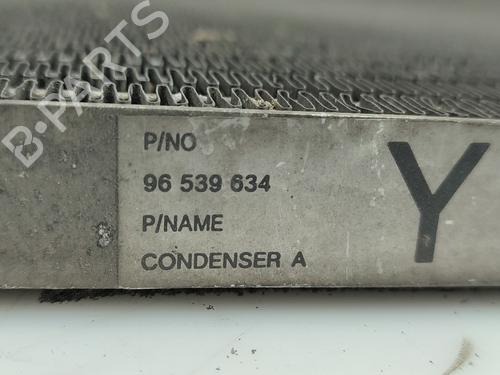 B-PARTS
P/NO
96 539 634
P/NAME
CONDENSER A
Y